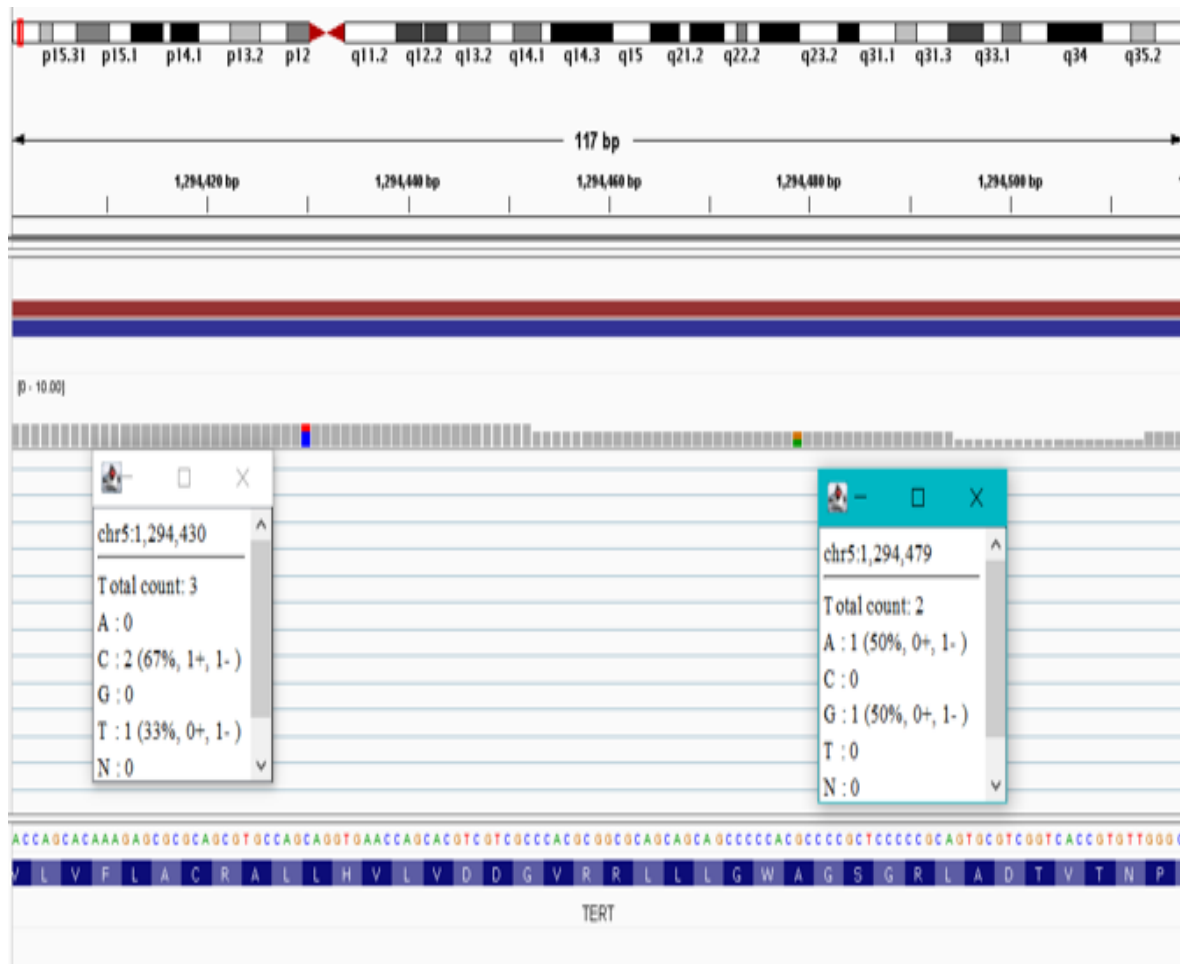 p15.31 p15.1 p14.1 p13.2 p12 q11.2 q12.2 q13.2 q14.1 q14.3 q15 q21.2 q22.2 q23.2 q31.1 q31.3 q33.1 q34 q35.2
117 bp
1,294,420 bp 1,294,440 bp 1,294,460 bp 1,294,480 bp 1,294,500 bp
[0 - 10.00]
chr5:1,294,430
Total count: 3
A : 0
C : 2 (67%, 1+, 1- )
G : 0
T : 1 (33%, 0+, 1- )
N : 0
chr5:1,294,479
Total count: 2
A : 1 (50%, 0+, 1- )
C : 0
G : 1 (50%, 0+, 1- )
T : 0
N : 0
ACCAGCACAAAGAGCGCGCAGCGTGCCAGCAGGTGAACCAGCACGTCGTCGCCCACGCGGCGCAGCAGCAGCCCCCACGCCCCGCTCCCCCGCAGTGCGTCGGTCACCGTGTTGGGC
V L V F L A C R A L L H V L V D D G V R R L L L G W A G S G R L A D T V T N P
TERT